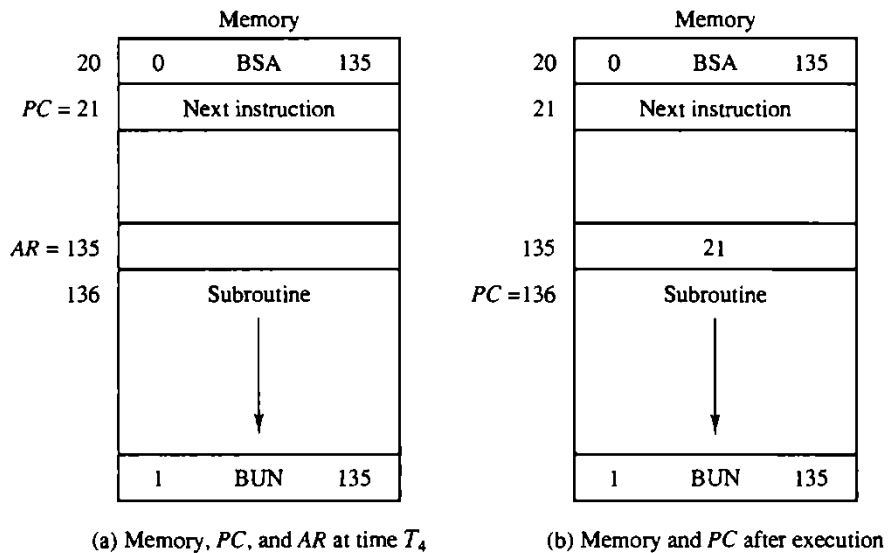 Memory
20 0 BSA 135
PC = 21 Next instruction
AR = 135
136 Subroutine
1 BUN 135
(a) Memory, PC, and AR at time T4
Memory
20 0 BSA 135
21 Next instruction
135 21
PC =136 Subroutine
1 BUN 135
(b) Memory and PC after execution